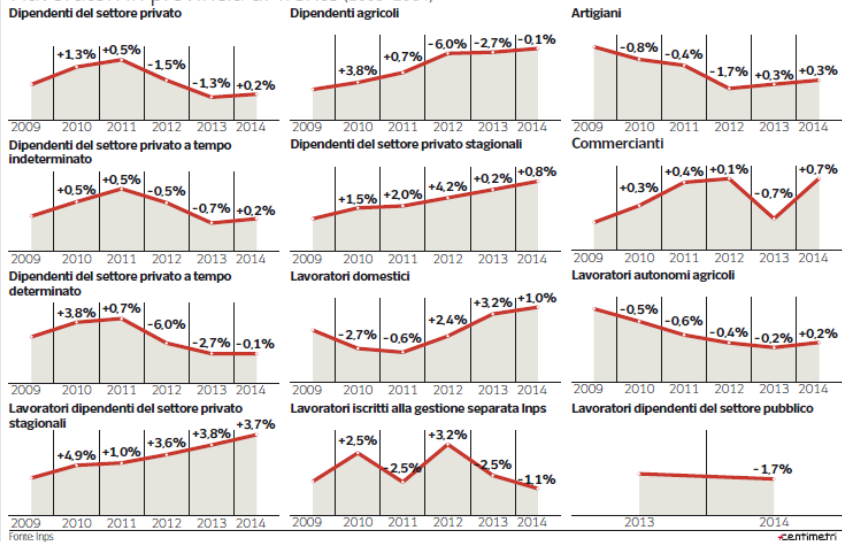 Dipendenti del settore privato
+1,3%
+0,5%
-1,5%
-1,3%
+0,2%
2009 2010 2011 2012 2013 2014
Dipendenti agricoli
+3,8%
+0,7%
-6,0%
-2,7%
-0,1%
2009 2010 2011 2012 2013 2014
Artigiani
-0,8%
-0,4%
-1,7%
+0,3%
+0,3%
2009 2010 2011 2012 2013 2014
Dipendenti del settore privato a tempo
indeterminato
+0,5%
+0,5%
-0,5%
-0,7%
+0,2%
2009 2010 2011 2012 2013 2014
Dipendenti del settore privato stagionali
+1,5%
+2,0%
+4,2%
+0,2%
+0,8%
2009 2010 2011 2012 2013 2014
Commercianti
+0,3%
+0,4%
+0,1%
-0,7%
+0,7%
2009 2010 2011 2012 2013 2014
Dipendenti del settore privato a tempo
determinato
+3,8%
+0,7%
-6,0%
-2,7%
-0,1%
2009 2010 2011 2012 2013 2014
Lavoratori domestici
-2,7%
-0,6%
+2,4%
+3,2%
+1,0%
2009 2010 2011 2012 2013 2014
Lavoratori autonomi agricoli
-0,5%
-0,6%
-0,4%
-0,2%
+0,2%
2009 2010 2011 2012 2013 2014
Lavoratori dipendenti del settore privato
stagionali
+4,9%
+1,0%
+3,6%
+3,8%
+3,7%
2009 2010 2011 2012 2013 2014
Lavoratori iscritti alla gestione separata Inps
+2,5%
-2,5%
+3,2%
-2,5%
-1,1%
2009 2010 2011 2012 2013 2014
Lavoratori dipendenti del settore pubblico
-1,7%
2013 2014
Fonte: Inps
centimetri